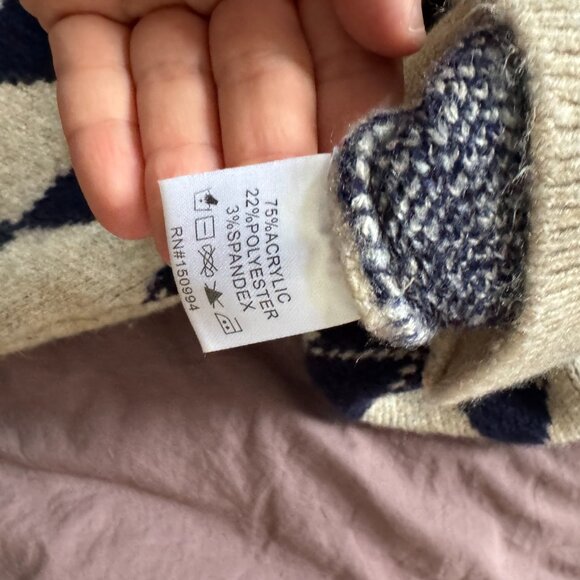 75%ACRYLIC
22%POLYESTER
3%SPANDEX
RN#150994